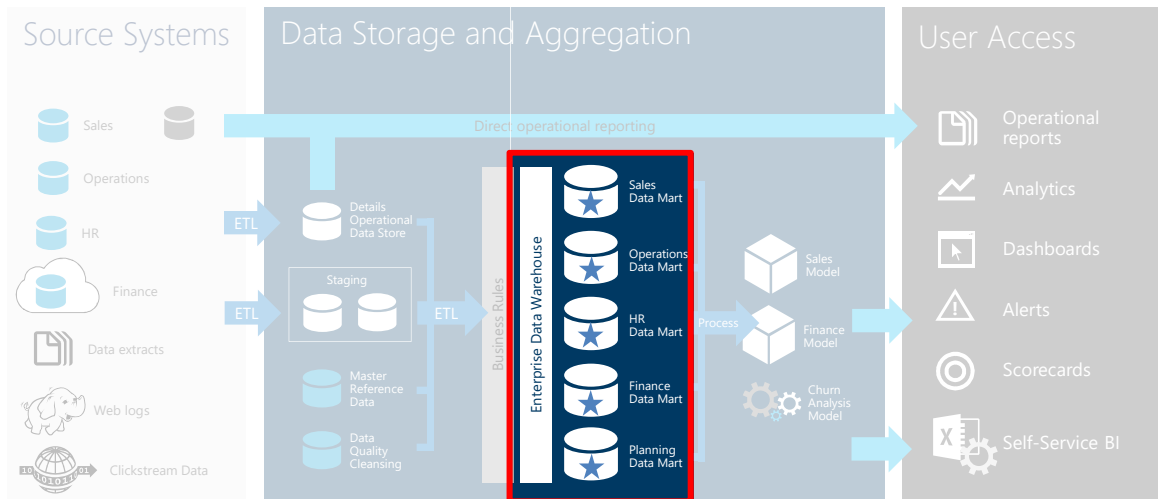 Source Systems
Data Storage and Aggregation
User Access
Sales
Operations
HR
Finance
Data extracts
Web logs
Clickstream Data
10
101011
01
Direct operational reporting
ETL
ETL
Details
Operational
Data Store
Staging
Master
Reference
Data
Data
Quality
Cleansing
ETL
Business Rules
Enterprise Data Warehouse
Sales
Data Mart
Operations
Data Mart
HR
Data Mart
Finance
Data Mart
Planning
Data Mart
Process
Sales
Model
Finance
Model
Churn
Analysis
Model
Operational
reports
Analytics
Dashboards
Alerts
Scorecards
X
Self-Service BI